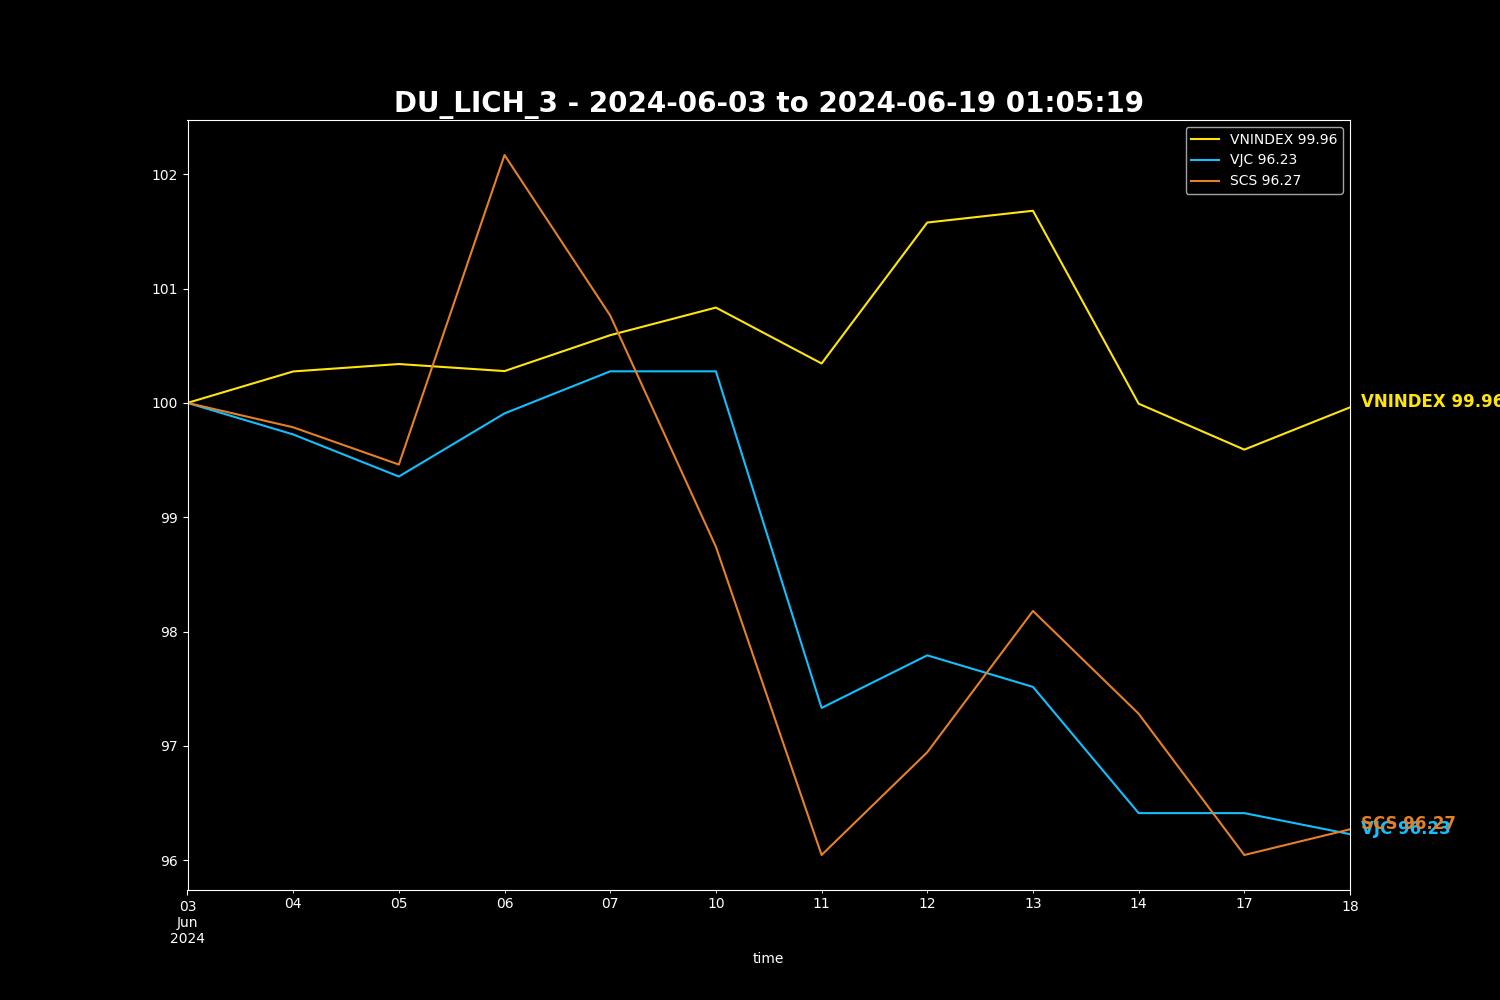 DU_LICH_3 - 2024-06-03 to 2024-06-19 01:05:19
VNINDEX 99.96
VJC 96.23
SCS 96.27
102
101
100
99
98
97
96
VNINDEX 99.96
SCS 96.27
VJC 96.23
03 04 05 06 07 10 11 12 13 14 17 18
Jun
2024
time